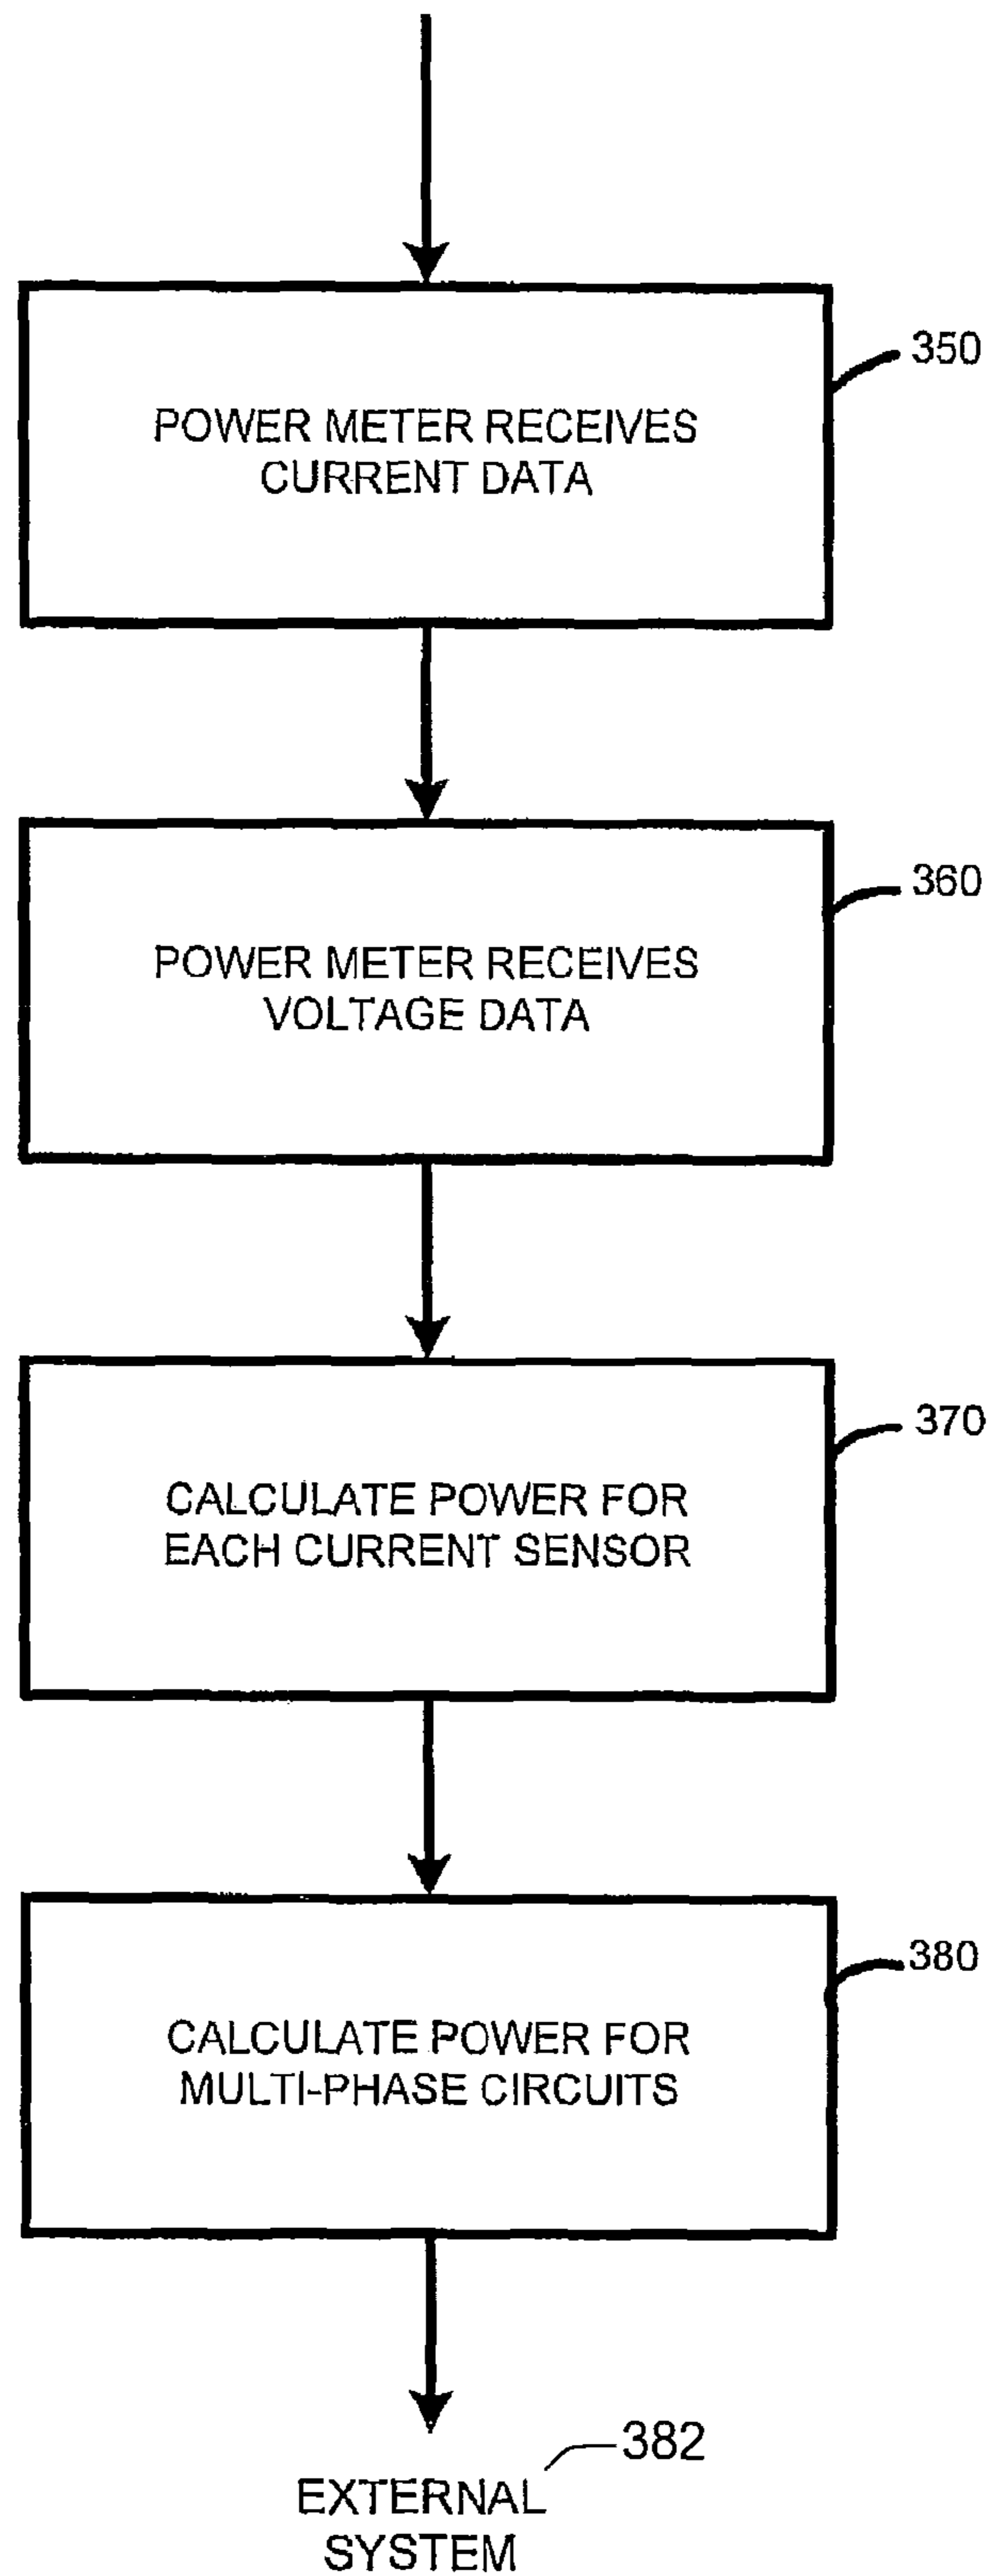 350
POWER METER RECEIVES
CURRENT DATA
360
POWER METER RECEIVES
VOLTAGE DATA
370
CALCULATE POWER FOR
EACH CURRENT SENSOR
380
CALCULATE POWER FOR
MULTI-PHASE CIRCUITS
382
EXTERNAL
SYSTEM